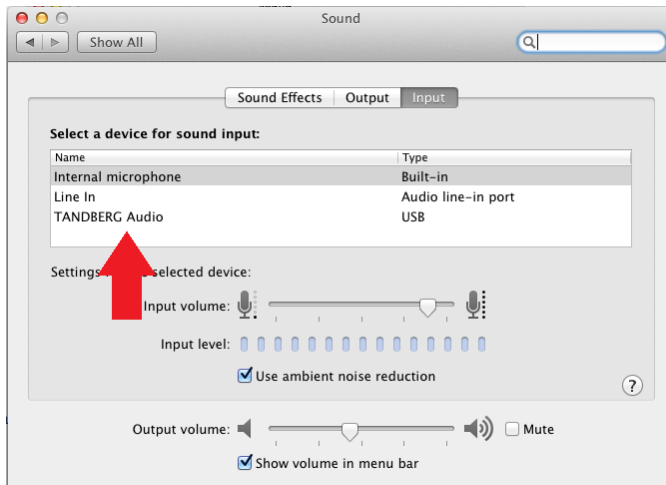 Sound
Show All
Sound Effects Output Input
Select a device for sound input:
Name Type
Internal microphone Built-in
Line In Audio line-in port
TANDBERG Audio USB
Settings selected device:
Input volume:
Input level:
Use ambient noise reduction
?
Output volume: Mute
Show volume in menu bar